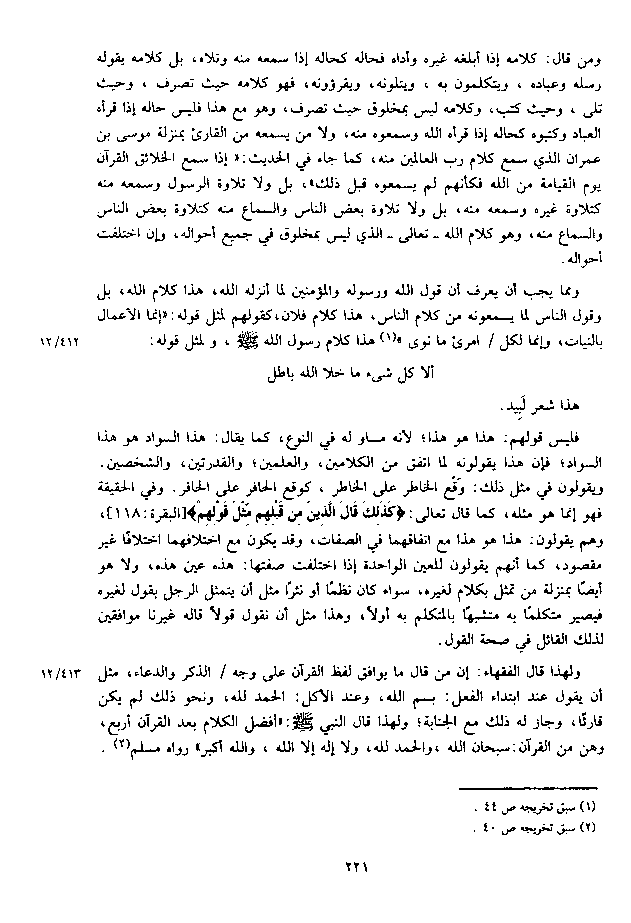 ومن قال: كلامه إذا أبلغه غيره وأداه فحاله كحاله إذا سمعه منه وتلاه، بل كلامه يقوله
رسله وعباده ، ويتكلمون به ، ويتلونه، ويقرؤونه، فهو كلامه حيث تصرف ، وحيث
تلى ، وحيث كتب، وكلامه ليس بمخلوق حيث تصرف، وهو مع هذا فليس حاله إذا قرأه
العباد وكتبوه كحاله إذا قرأه الله وسمعوه منه، ولا من يسمعه من القارئ بمنزلة موسى بن
عمران الذي سمع كلام رب العالمين منه، كما جاء في الحديث:« إذا سمع الخلائق القرآن
يوم القيامة من الله فكأنهم لم يسمعوه قبل ذلك»، بل ولا تلاوة الرسول وسمعه منه
كتلاوة غيره وسمعه منه، بل ولا تلاوة بعض الناس والسماع منه كتلاوة بعض الناس
والسماع منه، وهو كلام الله ـ تعالى ـ الذي ليس بمخلوق في جميع أحواله، وإن اختلفت
أحواله.
ومما يجب أن يعرف أن قول الله ورسوله والمؤمنين لما أنزله الله، هذا كلام الله، بل
وقول الناس لما يسمعونه من كلام الناس، هذا كلام فلان،كقولهم لمثل قوله:«إنما الأعمال
بالنيات، وإنما لكل / امرئ ما نوى »(١) هذا كلام رسول الله ﷺ ، و لمثل قوله: ١٢/٤١٢
ألا كل شىء ما خلا الله باطل
هذا شعر لَبِيد.
فليس قولهم: هذا هو هذا؛ لأنه مساو له في النوع، كما يقال: هذا السواد هو هذا
السواد؛ فإن هذا يقولونه لما اتفق من الكلامين، والعلمين؛ والقدرتين، والشخصين.
ويقولون في مثل ذلك: وَقْع الخاطر على الخاطر ، كوقع الحافر على الحافر. وفي الحقيقة
فهو إنما هو مثله، كما قال تعالى:﴿كَذَلِكَ قَالَ الَّذِينَ مِن قَبْلِهِم مِّثْلَ قَوْلِهِمْ﴾[البقرة:١١٨]،
وهم يقولون: هذا هو هذا مع اتفاقهما في الصفات، وقد يكون مع اختلافهما اختلافًا غير
مقصود، كما أنهم يقولون للعين الواحدة إذا اختلفت صفتها: هذه عين هذه، ولا هو
أيضًا بمنزلة من تمثل بكلام لغيره، سواء كان نظمًا أو نثرًا مثل أن يتمثل الرجل بقول لغيره
فيصير متكلمًا به متشبهًا بالمتكلم به أولاً، وهذا مثل أن نقول قولاً قاله غيرنا موافقين
لذلك القائل في صحة القول.
ولهذا قال الفقهاء: إن من قال ما يوافق لفظ القرآن على وجه / الذكر والدعاء، مثل ١٢/٤١٣
أن يقول عند ابتداء الفعل: بسم الله، وعند الأكل: الحمد لله، ونحو ذلك لم يكن
قارئًا، وجاز له ذلك مع الجنابة؛ ولهذا قال النبي ﷺ:«أفضل الكلام بعد القرآن أربع،
وهن من القرآن:سبحان الله ،والحمد لله، ولا إله إلا الله ، والله أكبر» رواه مسلم(٢) .
(١) سبق تخريجه ص ٤٤ .
(٢) سبق تخريجه ص ٤٠ .
٢٢١